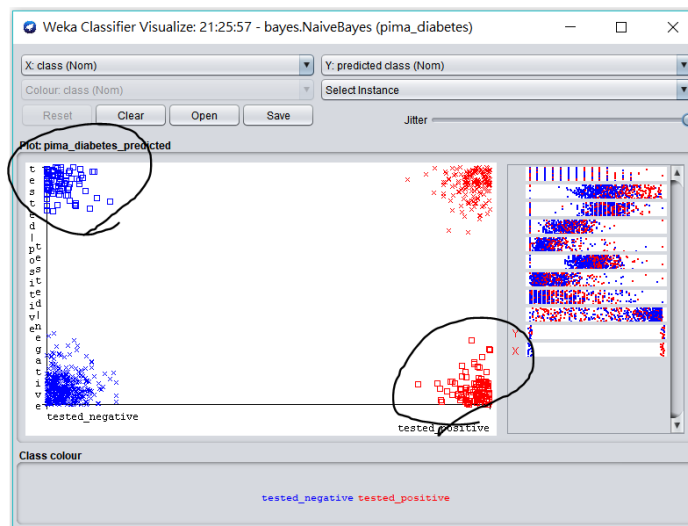 Weka Classifier Visualize: 21:25:57 - bayes.NaiveBayes (pima_diabetes)
X: class (Nom)
Y: predicted class (Nom)
Colour: class (Nom)
Select Instance
Reset
Clear
Open
Save
Jitter
Plot: pima_diabetes_predicted
tested_positive
tested_negative
tested_negative
tested_positive
Y
X
Class colour
tested_negative tested_positive